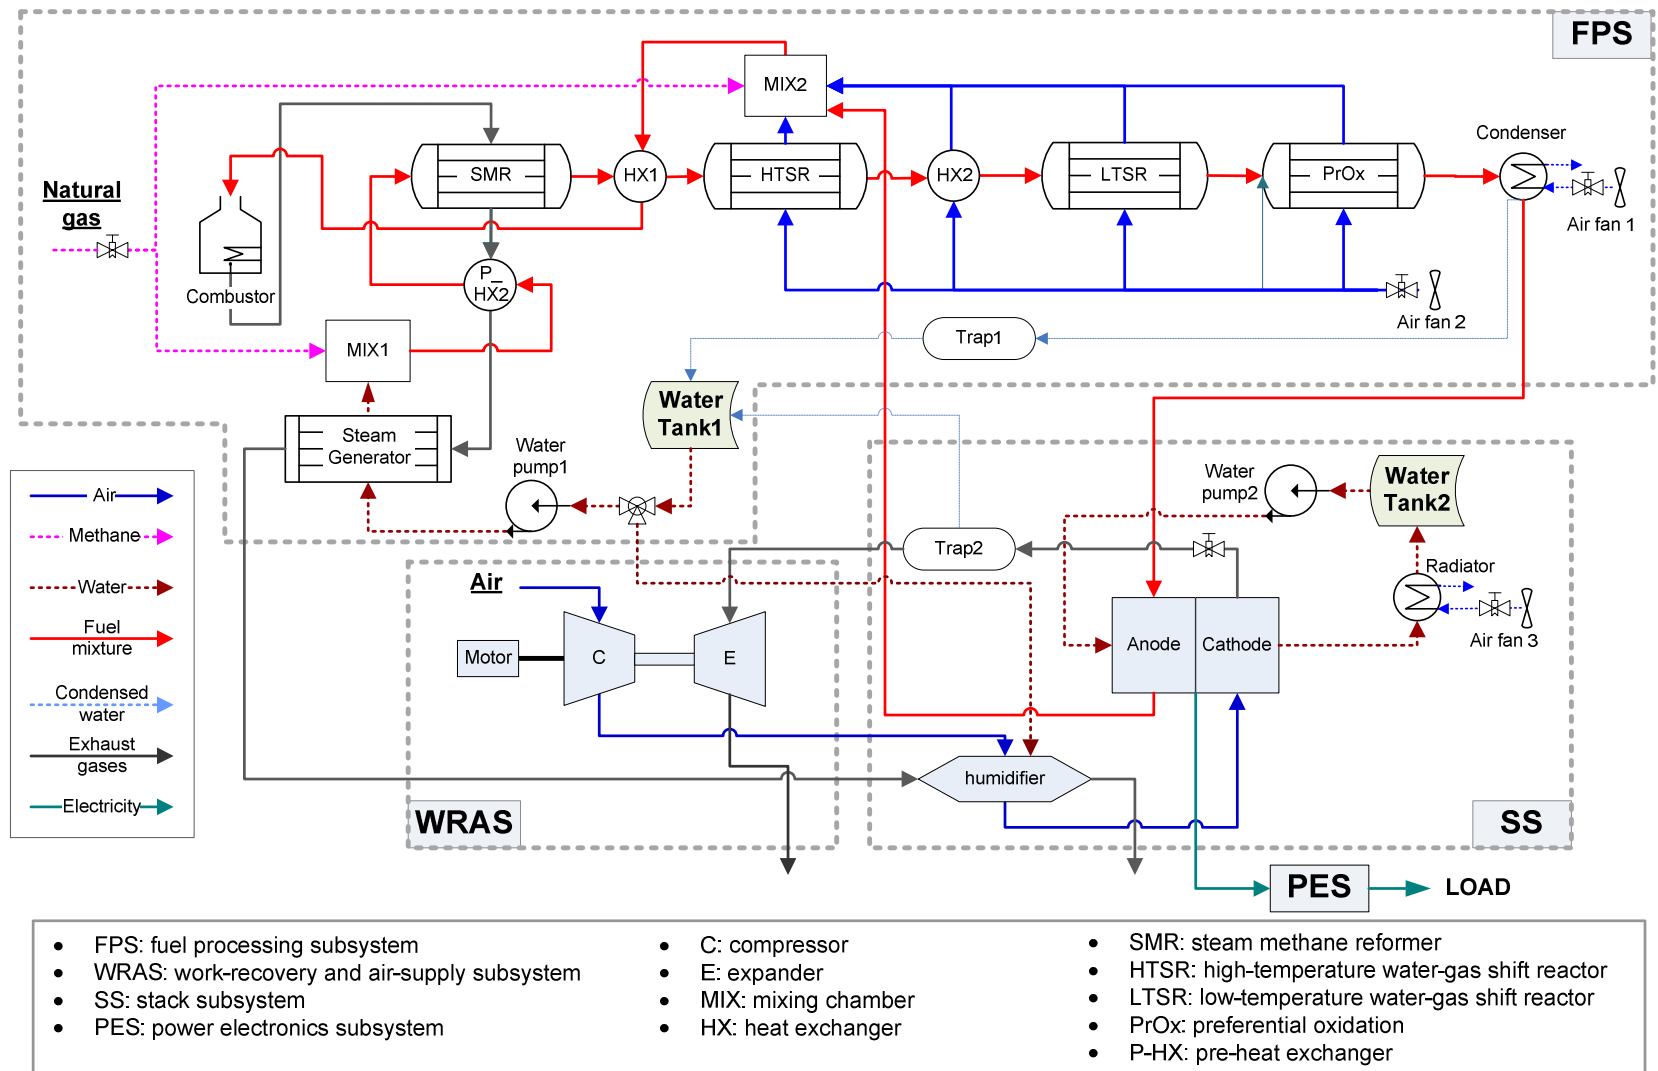 FPS
MIX2
Condenser
SMR
HX1
HTSR
HX2
LTSR
PrOx
Natural
gas
Air fan 1
P_
HX2
Combustor
Air fan 2
Trap1
MIX1
Water
Tank1
Steam
Generator
Water
pump1
Water
pump2
Water
Tank2
Air
Methane
Water
Fuel
mixture
Condensed
water
Exhaust
gases
Electricity
Trap2
Radiator
Air
Motor
C
E
Anode
Cathode
Air fan 3
humidifier
WRAS
SS
PES
LOAD
• FPS: fuel processing subsystem
• WRAS: work-recovery and air-supply subsystem
• SS: stack subsystem
• PES: power electronics subsystem
• C: compressor
• E: expander
• MIX: mixing chamber
• HX: heat exchanger
• SMR: steam methane reformer
• HTSR: high-temperature water-gas shift reactor
• LTSR: low-temperature water-gas shift reactor
• PrOx: preferential oxidation
• P-HX: pre-heat exchanger